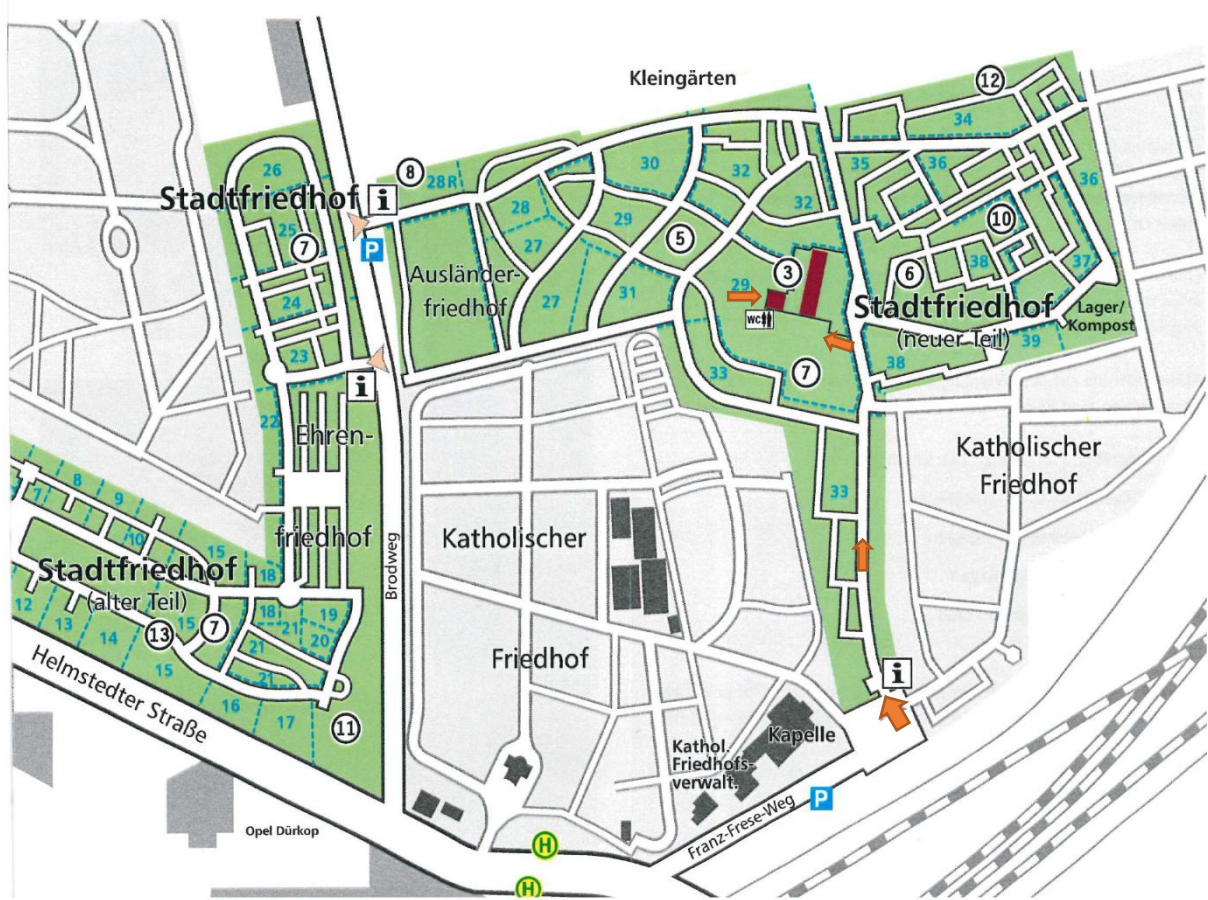 Kleingärten
12
34
30
32
8
28R
35
36
26
Stadtfriedhof
i
28
32
36
25
7
P
29
5
10
27
3
Ausländer-
friedhof
6
38
37
29
24
27
31
Stadtfriedhof
(neuer Teil)
Lager/
Kompost
WC
39
23
33
7
38
i
22
Ehren-
friedhof
Katholischer
Friedhof
7
8
9
10
15
33
Katholischer
Friedhof
Brodweg
Stadtfriedhof
(alter Teil)
18
12
13
14
15
13
7
18
21
19
20
21
21
15
16
17
11
i
Helmstedter Straße
Kapelle
Kathol.
Friedhofs-
verwalt.
P
Franz-Frese-Weg
Opel Dürkop
H
H